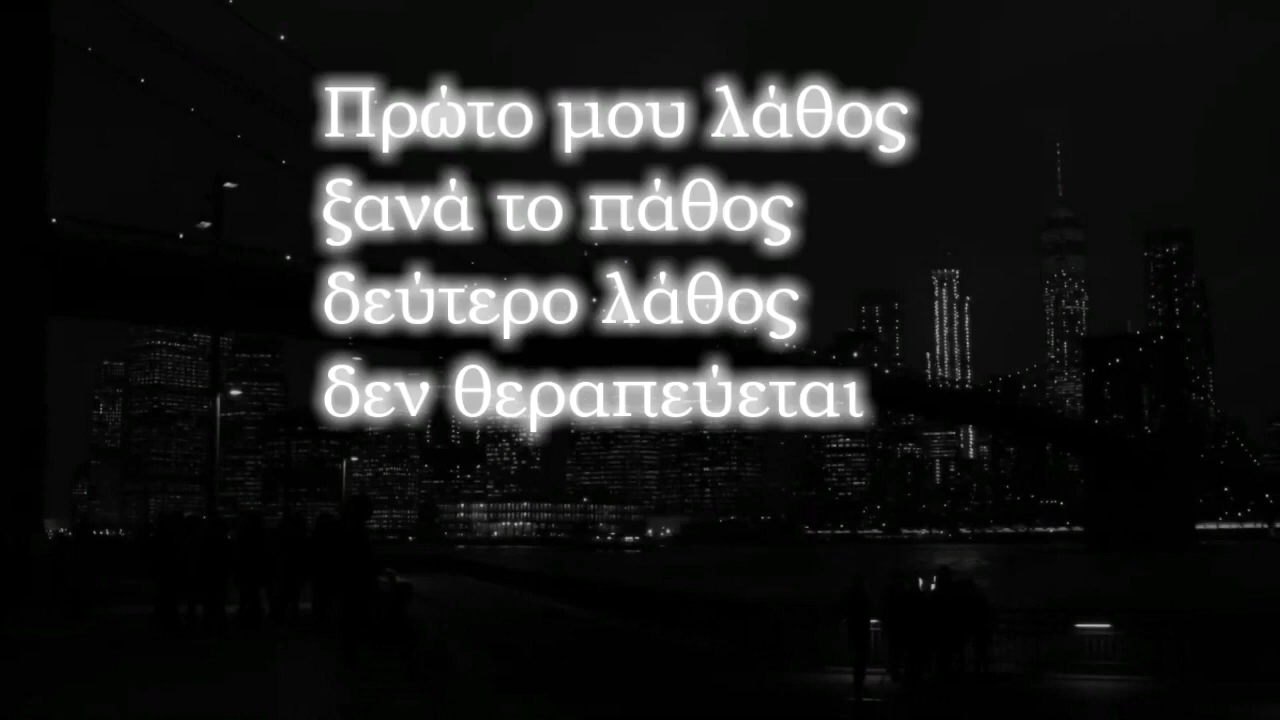 Πρώτο μου λάθος
ξανά το πάθος
δεύτερο λάθος
δεν θεραπεύεται